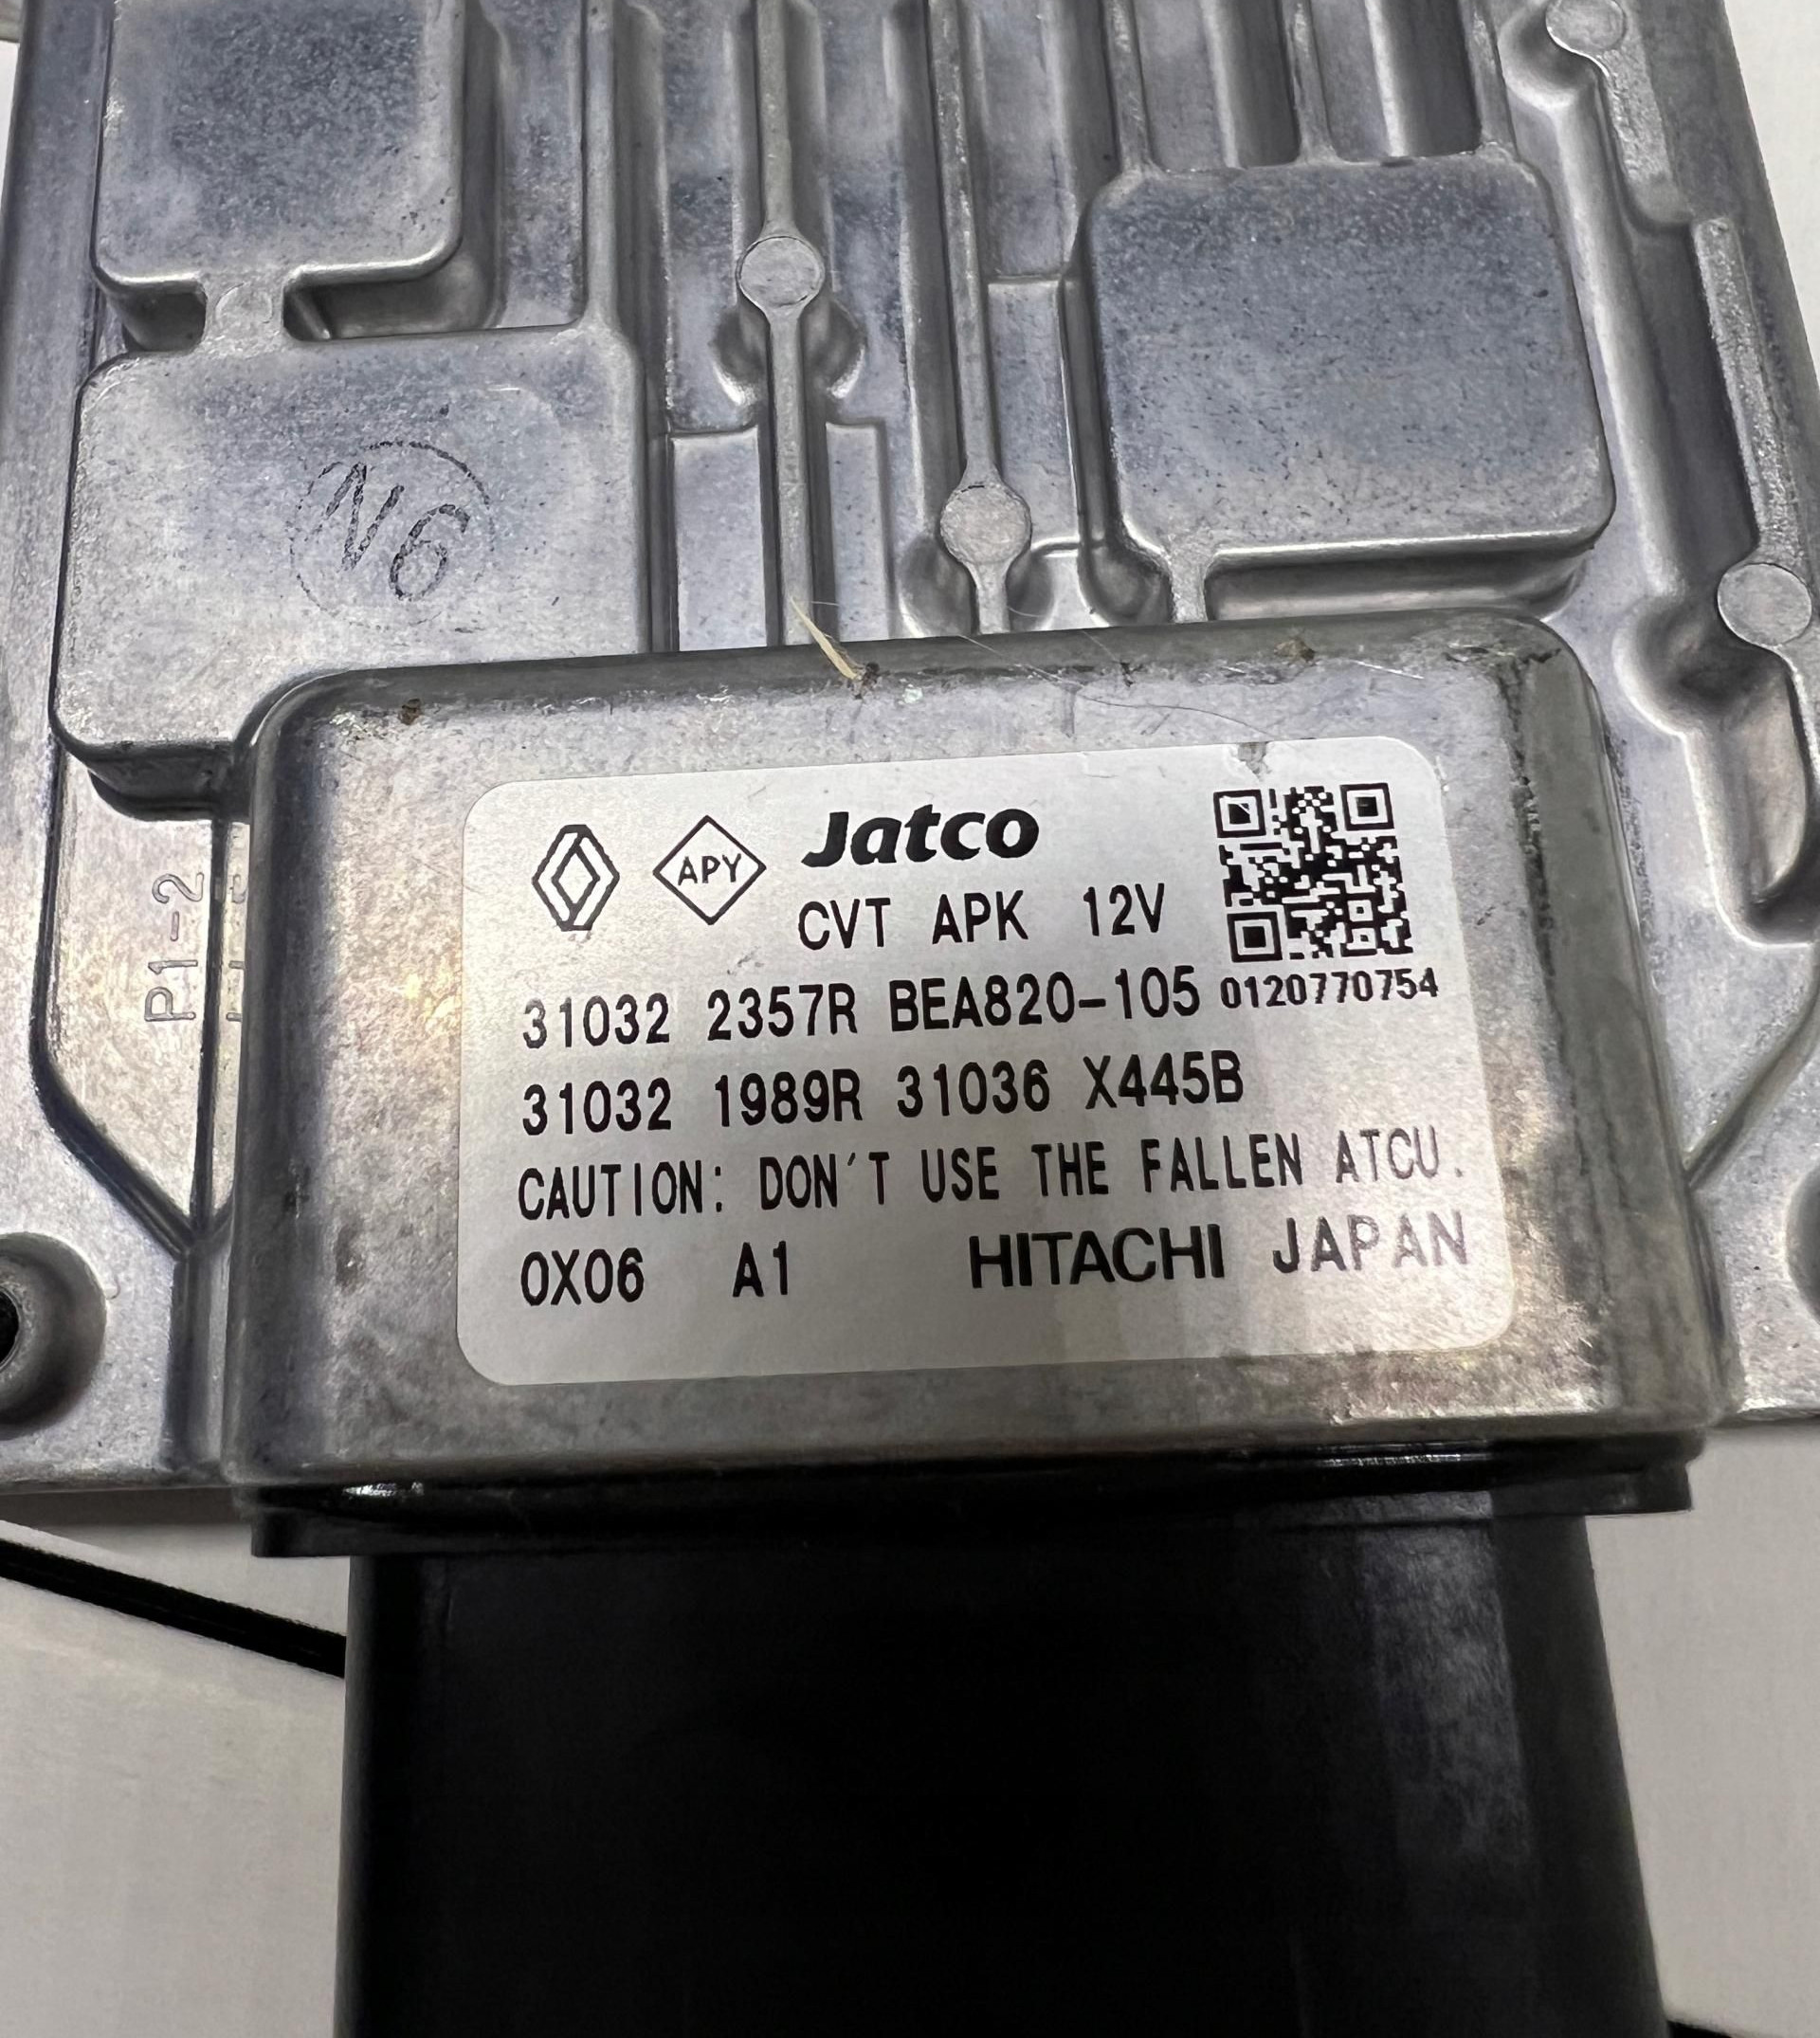 N6
APY Jatco
CVT APK 12V
31032 2357R BEA820-105 0120770754
31032 1989R 31036 X445B
CAUTION: DON'T USE THE FALLEN ATCU.
0X06 A1 HITACHI JAPAN
P1-2